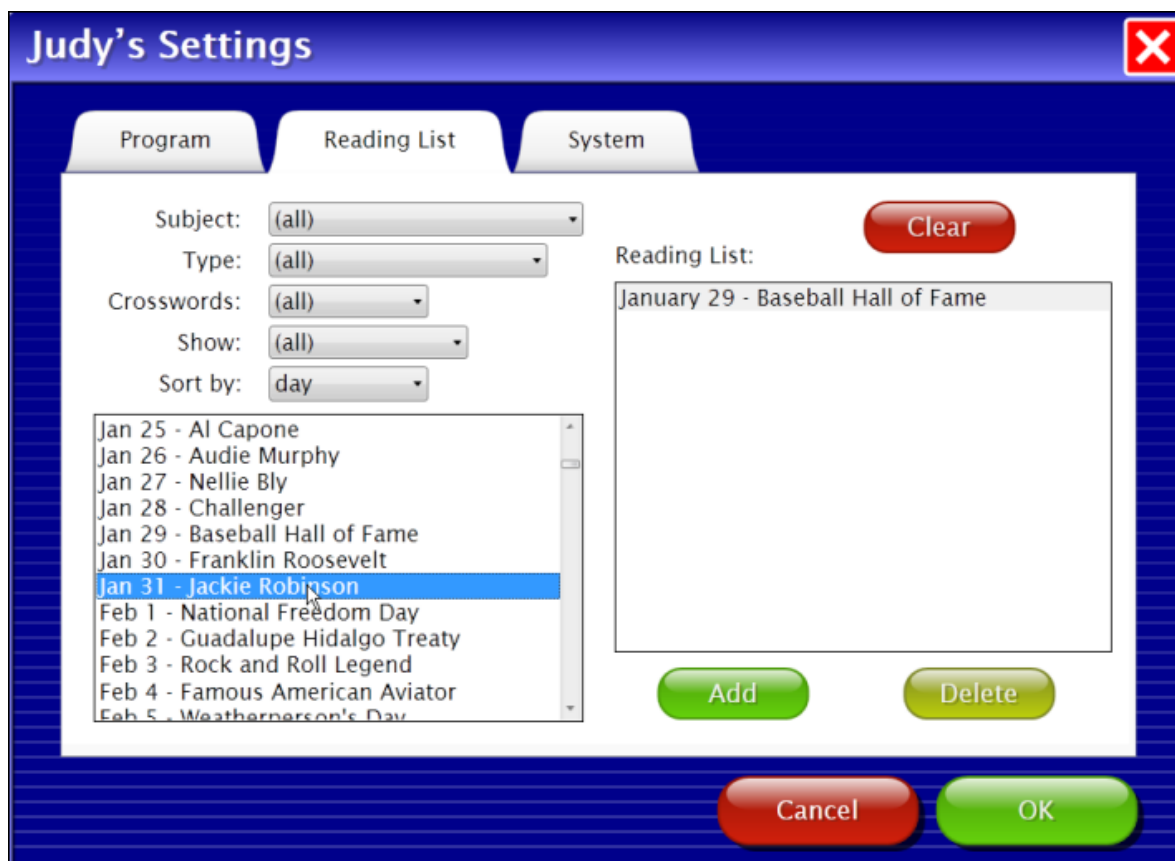 Judy's Settings
Program
Reading List
System
Subject: (all)
Type: (all)
Crosswords: (all)
Show: (all)
Sort by: day
Jan 25 - Al Capone
Jan 26 - Audie Murphy
Jan 27 - Nellie Bly
Jan 28 - Challenger
Jan 29 - Baseball Hall of Fame
Jan 30 - Franklin Roosevelt
Jan 31 - Jackie Robinson
Feb 1 - National Freedom Day
Feb 2 - Guadalupe Hidalgo Treaty
Feb 3 - Rock and Roll Legend
Feb 4 - Famous American Aviator
Feb 5 - Weatherperson's Day
Clear
Reading List:
January 29 - Baseball Hall of Fame
Add
Delete
Cancel
OK